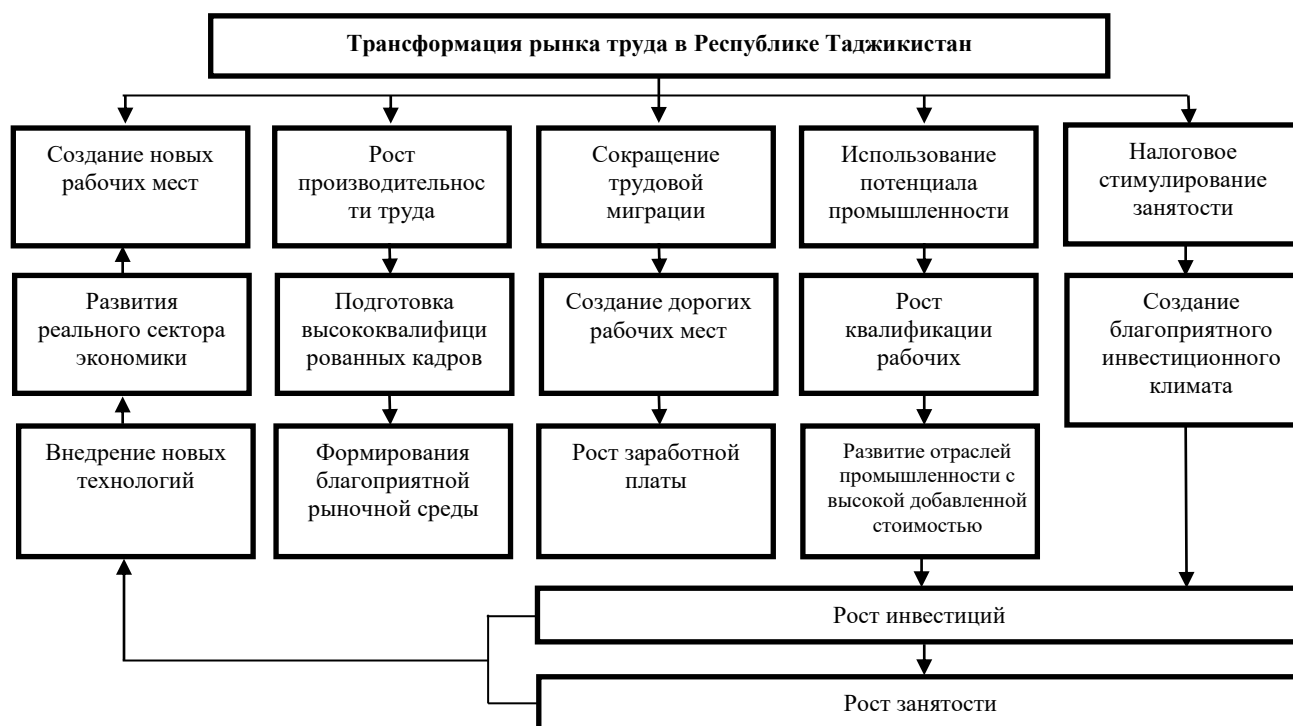 Трансформация рынка труда в Республике Таджикистан
Создание новых
рабочих мест
Рост
производительнос
ти труда
Сокращение
трудовой
миграции
Использование
потенциала
промышленности
Налоговое
стимулирование
занятости
Развития
реального сектора
экономики
Подготовка
высококвалифици
рованных кадров
Создание дорогих
рабочих мест
Рост
квалификации
рабочих
Создание
благоприятного
инвестиционного
климата
Внедрение новых
технологий
Формирования
благоприятной
рыночной среды
Рост заработной
платы
Развитие отраслей
промышленности с
высокой добавленной
стоимостью
Рост инвестиций
Рост занятости